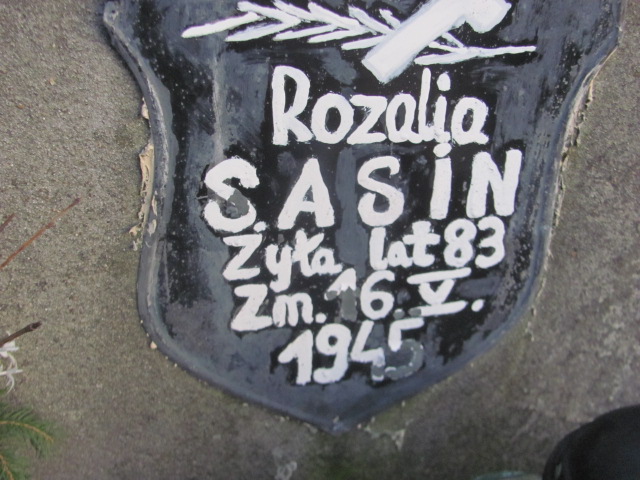 Rozalia
SASIN
Żyła lat 83
Zm. 16.V.
1945